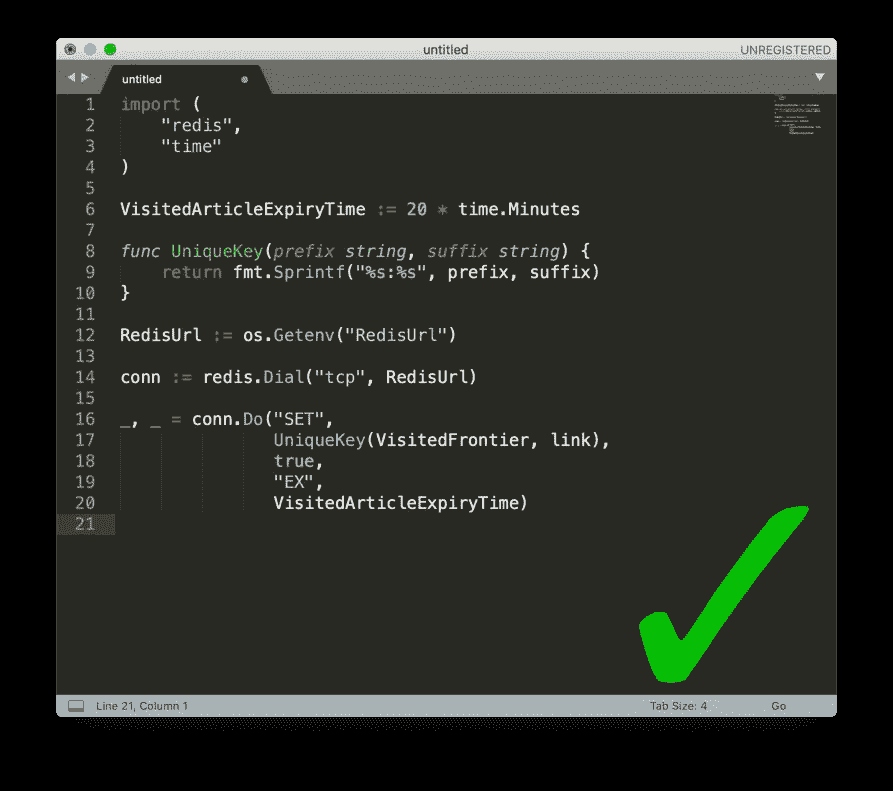 untitled
UNREGISTERED
untitled
1 import (
2 "redis",
3 "time"
4 )
5
6 VisitedArticleExpiryTime := 20 * time.Minutes
7
8 func UniqueKey(prefix string, suffix string) {
9 return fmt.Sprintf("%s:%s", prefix, suffix)
10 }
11
12 RedisUrl := os.Getenv("RedisUrl")
13
14 conn := redis.Dial("tcp", RedisUrl)
15
16 _, _ = conn.Do("SET",
17 UniqueKey(VisitedFrontier, link),
18 true,
19 "EX",
20 VisitedArticleExpiryTime)
21
Line 21, Column 1
Tab Size: 4
Go